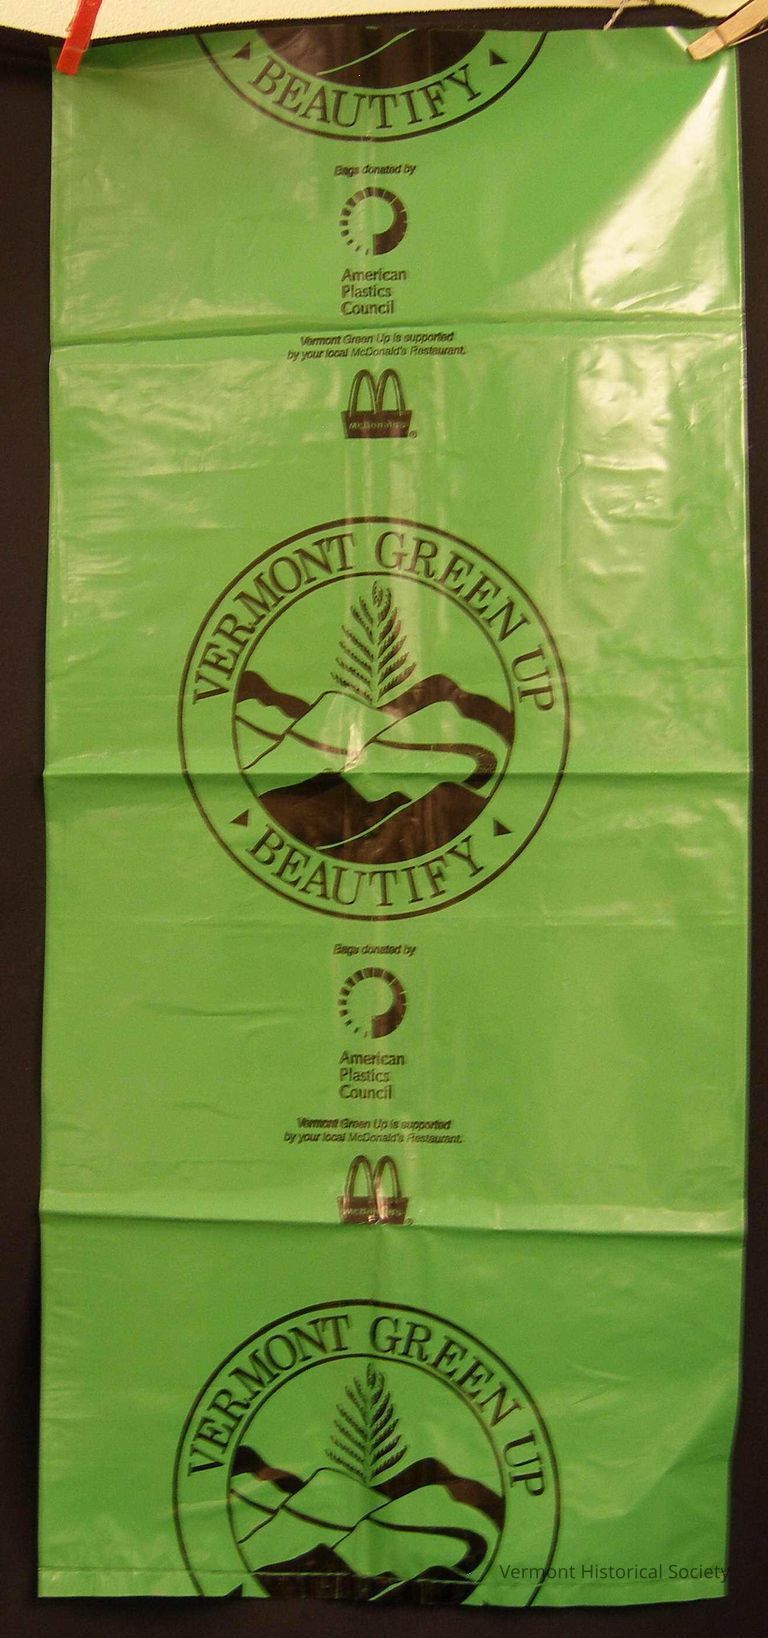 BEAUTIFY
Bags donated by
American
Plastics
Council
Vermont Green Up is supported
by your local McDonald's Restaurant.
McDonald's
®
VERMONT GREEN UP
BEAUTIFY
Bags donated by
American
Plastics
Council
Vermont Green Up is supported
by your local McDonald's Restaurant.
McDonald's
®
VERMONT GREEN UP
Vermont Historical Society